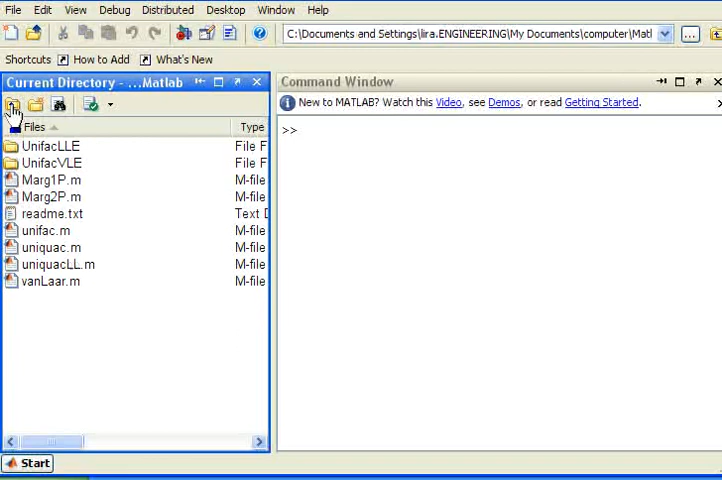 File Edit View Debug Distributed Desktop Window Help
C:\Documents and Settings\lira.ENGINEERING\My Documents\computer\Matl
...
Shortcuts How to Add What's New
Current Directory - ...Matlab
Command Window
New to MATLAB? Watch this Video, see Demos, or read Getting Started.
>>
Files Type
UnifacLLE File F
UnifacVLE File F
Marg1P.m M-file
Marg2P.m M-file
readme.txt Text D
unifac.m M-file
uniquac.m M-file
uniquacLL.m M-file
vanLaar.m M-file
Start